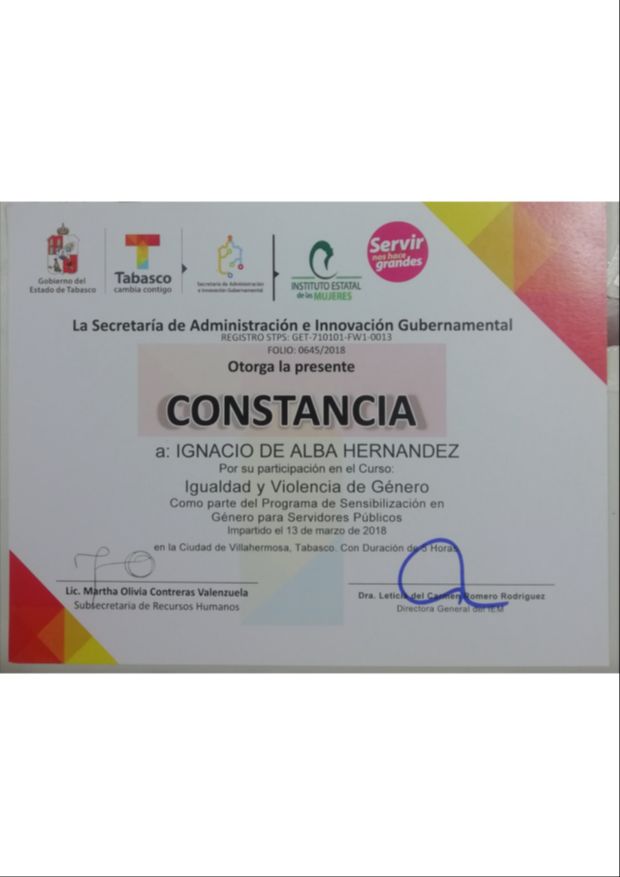 Gobierno del
Estado de Tabasco
Tabasco
cambia contigo
Secretaría de Administración
e Innovación Gubernamental
INSTITUTO ESTATAL
de las MUJERES
Servir
nos hace
grandes
La Secretaría de Administración e Innovación Gubernamental
REGISTRO STPS: GET-710101-FW1-0013
FOLIO: 0645/2018
Otorga la presente
CONSTANCIA
a: IGNACIO DE ALBA HERNANDEZ
Por su participación en el Curso:
Igualdad y Violencia de Género
Como parte del Programa de Sensibilización en
Género para Servidores Públicos
Impartido el 13 de marzo de 2018
en la Ciudad de Villahermosa, Tabasco. Con Duración de Horas
Lic. Martha Olivia Contreras Valenzuela
Subsecretaria de Recursos Humanos
Dra. Leticia del Carmen Romero Rodríguez
Directora General del IEM